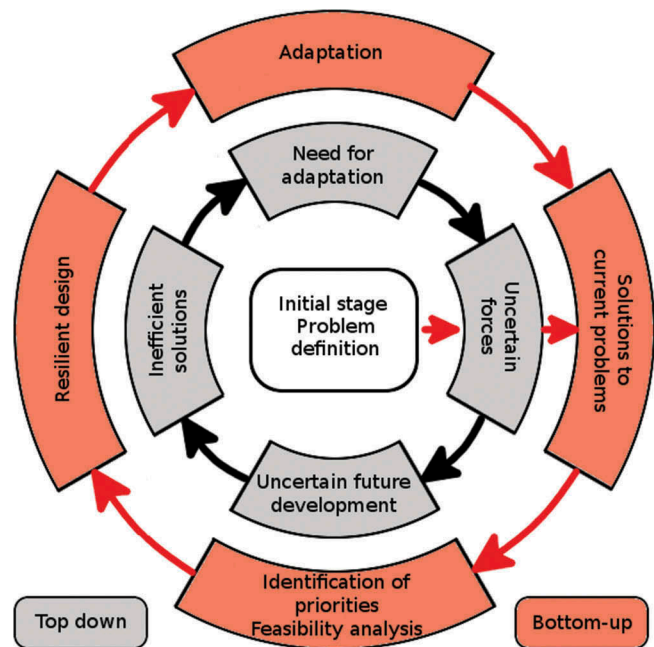 Adaptation
Need for
adaptation
Resilient design
Inefficient
solutions
Initial stage
Problem
definition
Uncertain
forces
Solutions to
current problems
Uncertain future
development
Identification of
priorities
Feasibility analysis
Top down
Bottom-up